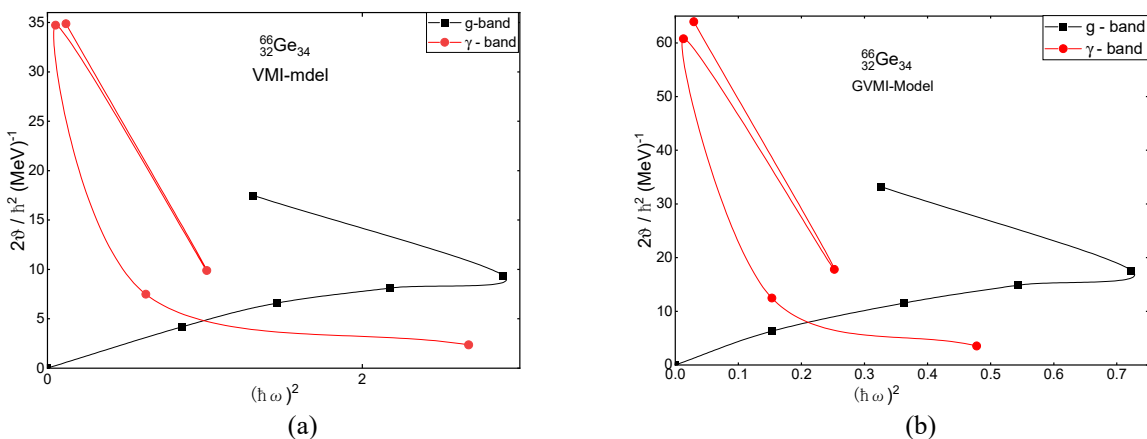 g-band
γ - band
66
32Ge34
VMI-mdel
2ϑ / ħ² (MeV)⁻¹
35
30
25
20
15
10
5
0
0
2
(ħω)²
(a)
g - band
γ - band
66
32Ge34
GVMI-Model
2ϑ / ħ² (MeV)⁻¹
60
50
40
30
20
10
0
0.0
0.1
0.2
0.3
0.4
0.5
0.6
0.7
(ħω)²
(b)